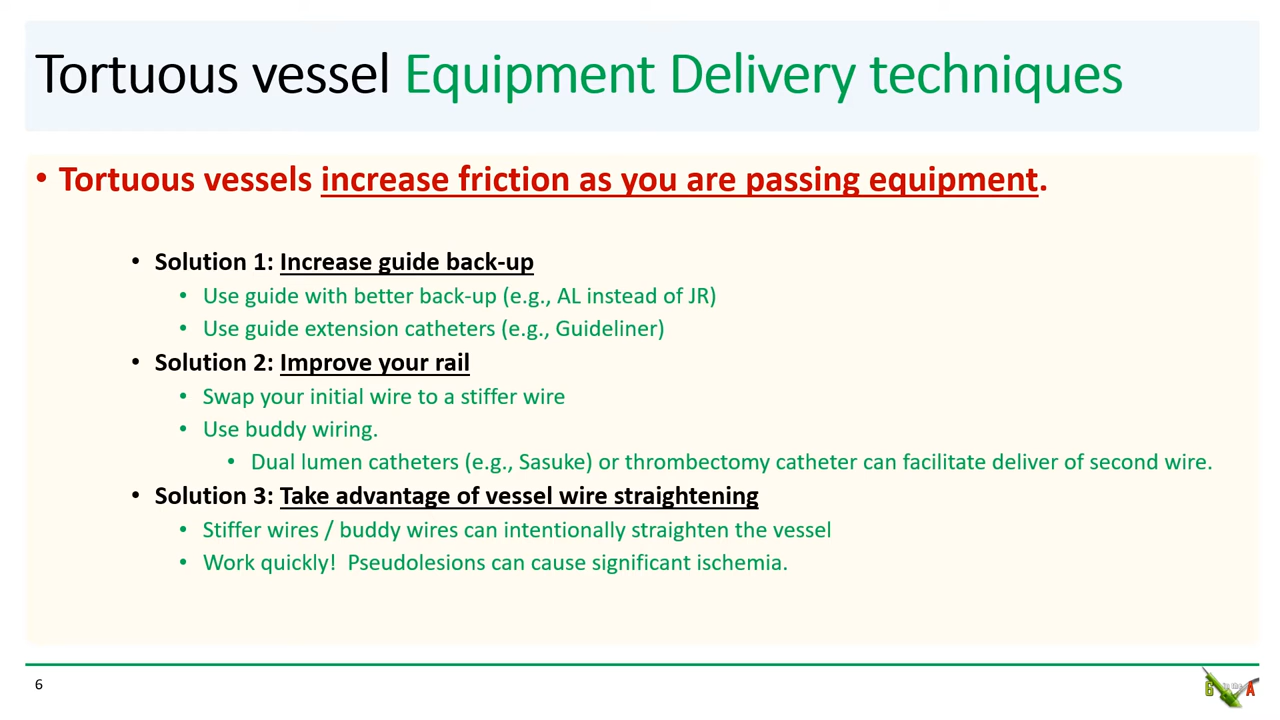 Tortuous vessel Equipment Delivery techniques
• Tortuous vessels increase friction as you are passing equipment.
• Solution 1: Increase guide back-up
• Use guide with better back-up (e.g., AL instead of JR)
• Use guide extension catheters (e.g., Guideliner)
• Solution 2: Improve your rail
• Swap your initial wire to a stiffer wire
• Use buddy wiring.
• Dual lumen catheters (e.g., Sasuke) or thrombectomy catheter can facilitate deliver of second wire.
• Solution 3: Take advantage of vessel wire straightening
• Stiffer wires / buddy wires can intentionally straighten the vessel
• Work quickly!  Pseudolesions can cause significant ischemia.
6
in the